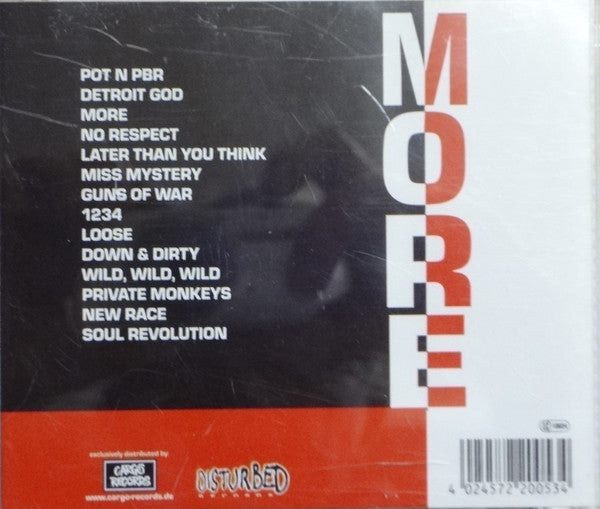 POT N PBR
DETROIT GOD
MORE
NO RESPECT
LATER THAN YOU THINK
MISS MYSTERY
GUNS OF WAR
1234
LOOSE
DOWN & DIRTY
WILD, WILD, WILD
PRIVATE MONKEYS
NEW RACE
SOUL REVOLUTION
MORE
exclusively distributed by
CARGO
RECORDS
www.cargo-records.de
DISTURBED
RECORDS
4 024572 200534